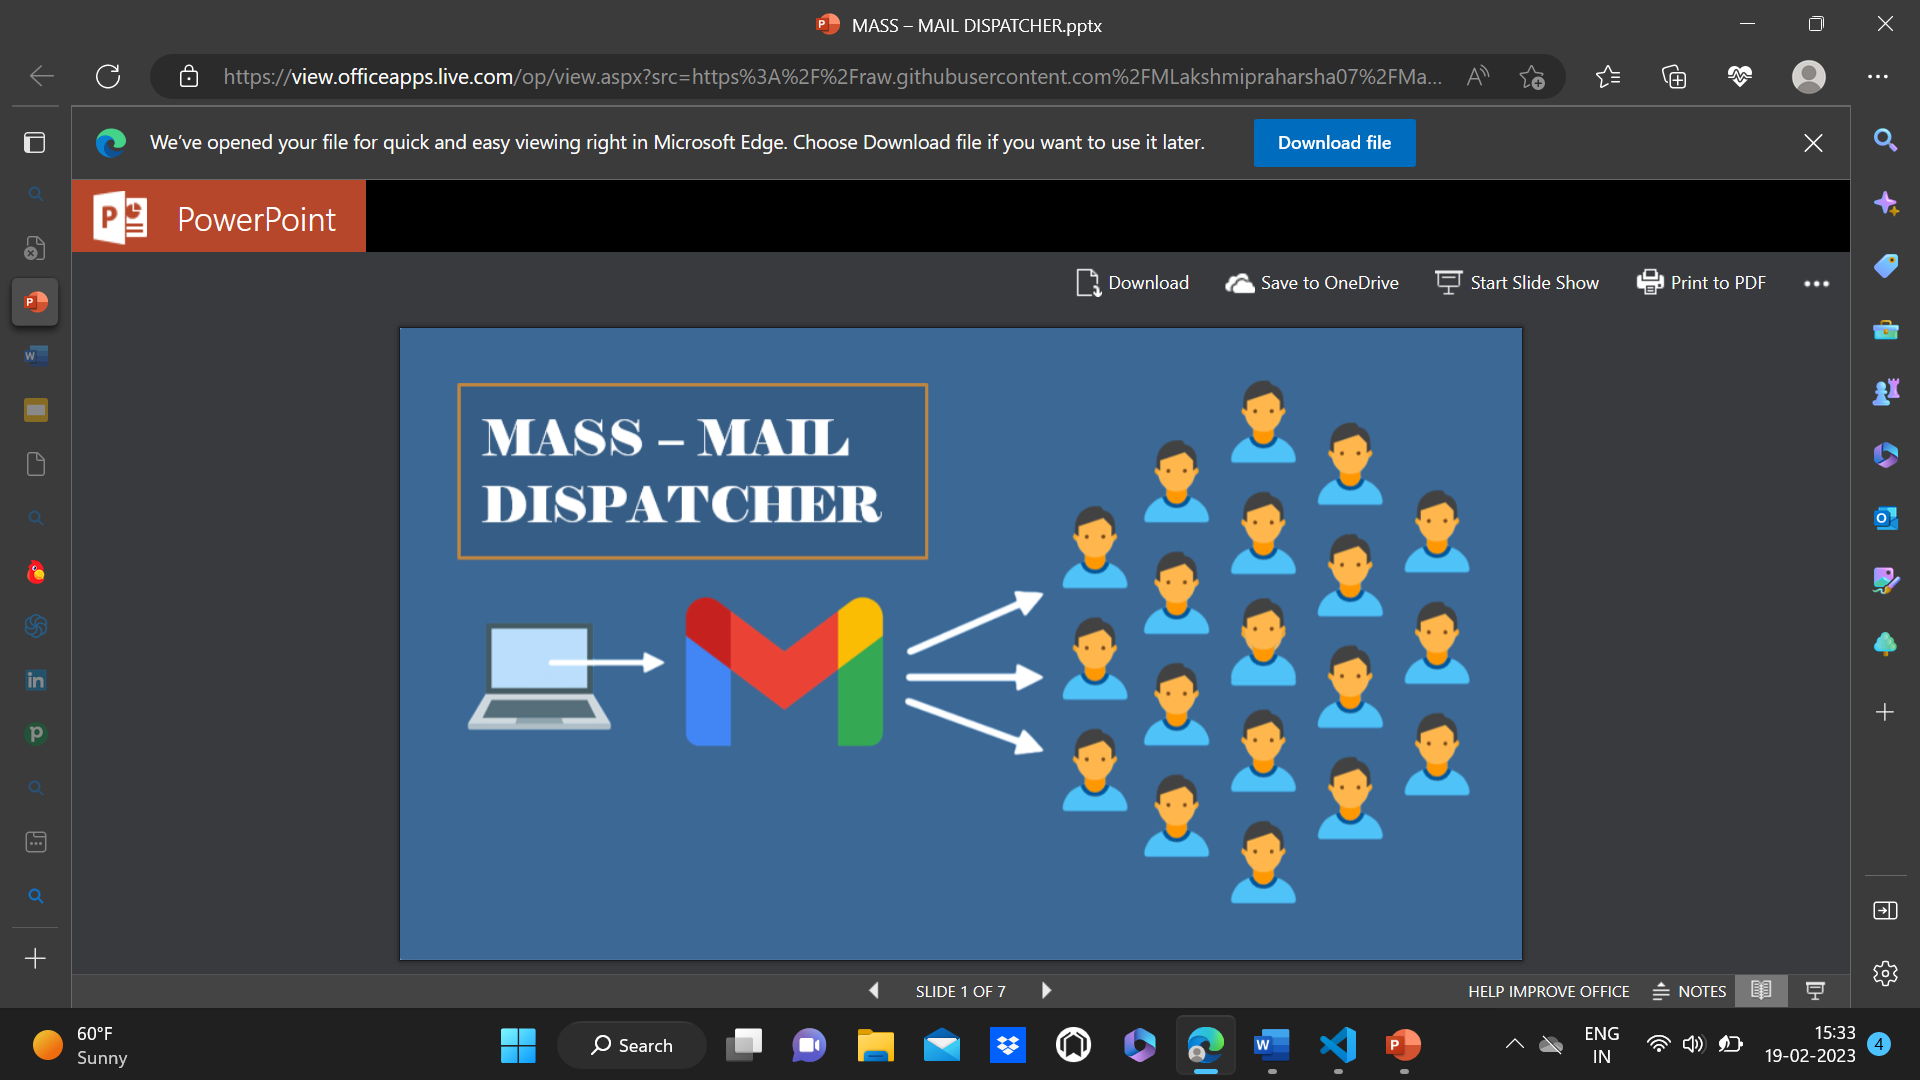 MASS – MAIL DISPATCHER.pptx
https://view.officeapps.live.com/op/view.aspx?src=https%3A%2F%2Fraw.githubusercontent.com%2FMLakshmipraharsha07%2FMa...
We've opened your file for quick and easy viewing right in Microsoft Edge. Choose Download file if you want to use it later.
Download file
PowerPoint
Download
Save to OneDrive
Start Slide Show
Print to PDF
MASS – MAIL
DISPATCHER
SLIDE 1 OF 7
HELP IMPROVE OFFICE
NOTES
60°F
Sunny
Search
ENG
IN
15:33
19-02-2023
4